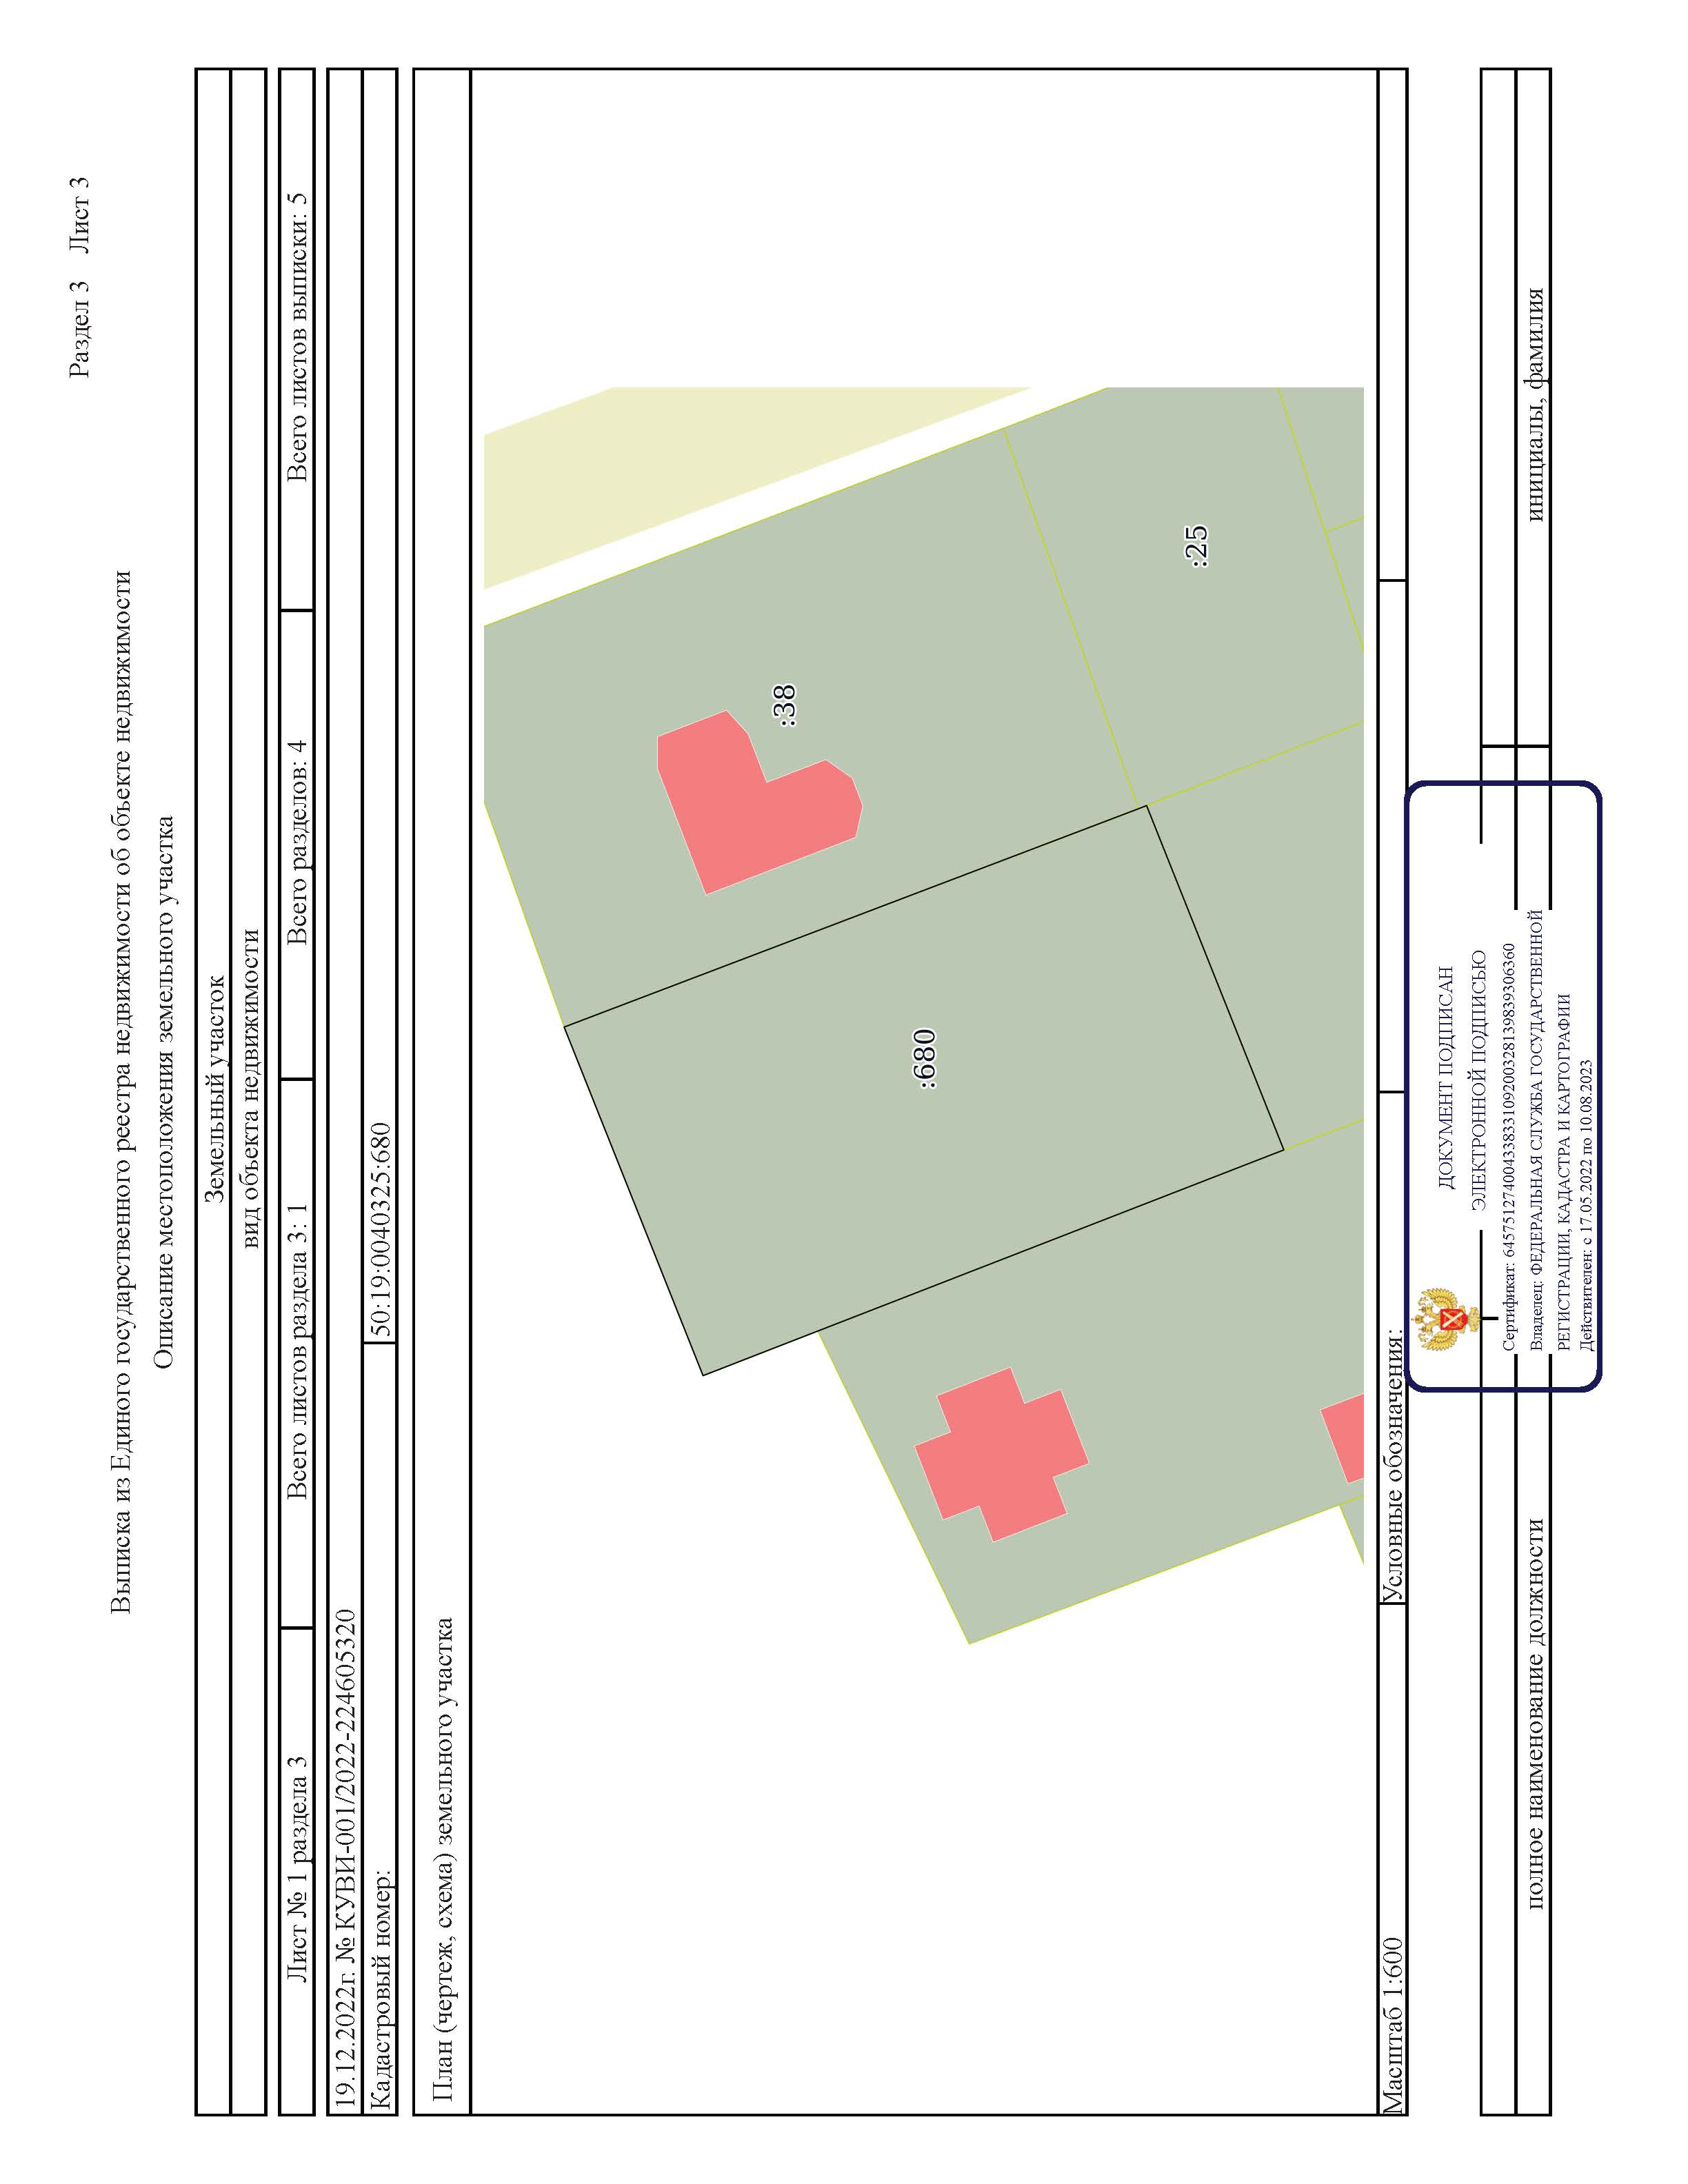 Раздел 3 Лист 3
Выписка из Единого государственного реестра недвижимости об объекте недвижимости
Описание местоположения земельного участка
Земельный участок
вид объекта недвижимости
Лист № 1 раздела 3 Всего листов раздела 3: 1 Всего разделов: 4 Всего листов выписки: 5
19.12.2022г. № КУВИ-001/2022-224605320
Кадастровый номер: 50:19:0040325:680
План (чертеж, схема) земельного участка
:38
:680
:25
Масштаб 1:600 Условные обозначения:
ДОКУМЕНТ ПОДПИСАН
ЭЛЕКТРОННОЙ ПОДПИСЬЮ
Сертификат: 64575127400433833109200328139839306360
Владелец: ФЕДЕРАЛЬНАЯ СЛУЖБА ГОСУДАРСТВЕННОЙ
РЕГИСТРАЦИИ, КАДАСТРА И КАРТОГРАФИИ
Действителен: с 17.05.2022 по 10.08.2023
полное наименование должности инициалы, фамилия